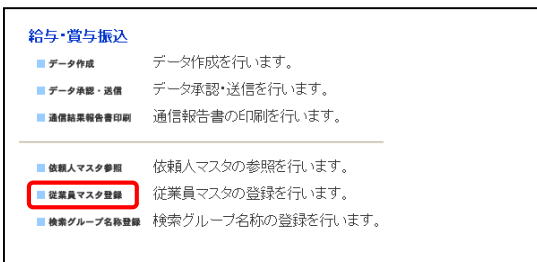 給与・賞与振込
データ作成 データ作成を行います。
データ承認・送信 データ承認・送信を行います。
通信結果報告書印刷 通信報告書の印刷を行います。
依頼人マスタ参照 依頼人マスタの参照を行います。
従業員マスタ登録 従業員マスタの登録を行います。
検索グループ名称登録 検索グループ名称の登録を行います。